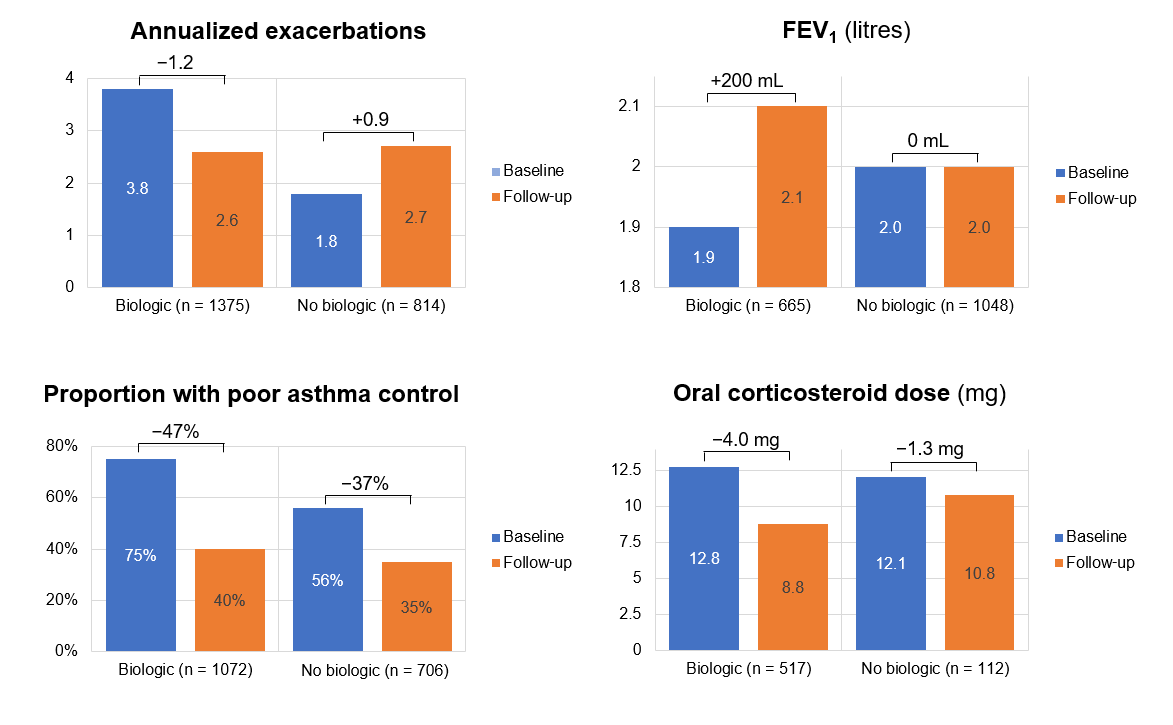 Annualized exacerbations
−1.2
+0.9
4
3
2
1
0
3.8
2.6
1.8
2.7
Biologic (n = 1375)
No biologic (n = 814)
Baseline
Follow-up
FEV1 (litres)
+200 mL
0 mL
2.1
2
1.9
1.8
1.9
2.1
2.0
2.0
Biologic (n = 665)
No biologic (n = 1048)
Baseline
Follow-up
Proportion with poor asthma control
−47%
−37%
80%
60%
40%
20%
0%
75%
40%
56%
35%
Biologic (n = 1072)
No biologic (n = 706)
Baseline
Follow-up
Oral corticosteroid dose (mg)
−4.0 mg
−1.3 mg
12.5
10
7.5
5
2.5
0
12.8
8.8
12.1
10.8
Biologic (n = 517)
No biologic (n = 112)
Baseline
Follow-up